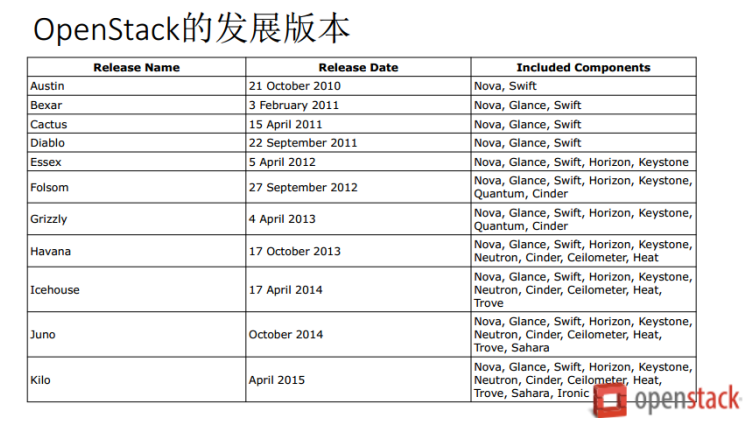 OpenStack的发展版本
Release Name Release Date Included Components
Austin 21 October 2010 Nova, Swift
Bexar 3 February 2011 Nova, Glance, Swift
Cactus 15 April 2011 Nova, Glance, Swift
Diablo 22 September 2011 Nova, Glance, Swift
Essex 5 April 2012 Nova, Glance, Swift, Horizon, Keystone
Folsom 27 September 2012 Nova, Glance, Swift, Horizon, Keystone,
Quantum, Cinder
Grizzly 4 April 2013 Nova, Glance, Swift, Horizon, Keystone,
Quantum, Cinder
Havana 17 October 2013 Nova, Glance, Swift, Horizon, Keystone,
Neutron, Cinder, Ceilometer, Heat
Icehouse 17 April 2014 Nova, Glance, Swift, Horizon, Keystone,
Neutron, Cinder, Ceilometer, Heat,
Trove
Juno October 2014 Nova, Glance, Swift, Horizon, Keystone,
Neutron, Cinder, Ceilometer, Heat,
Trove, Sahara
Kilo April 2015 Nova, Glance, Swift, Horizon, Keystone,
Neutron, Cinder, Ceilometer, Heat,
Trove, Sahara, Ironic
openstack